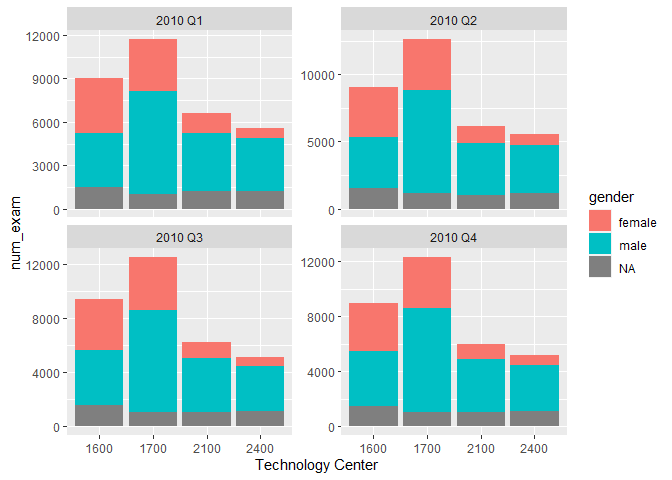 2010 Q1
2010 Q2
12000
9000
6000
3000
0
10000
5000
0
num_exam
2010 Q3
2010 Q4
12000
8000
4000
0
12000
8000
4000
0
1600 1700 2100 2400
1600 1700 2100 2400
Technology Center
gender
female
male
NA